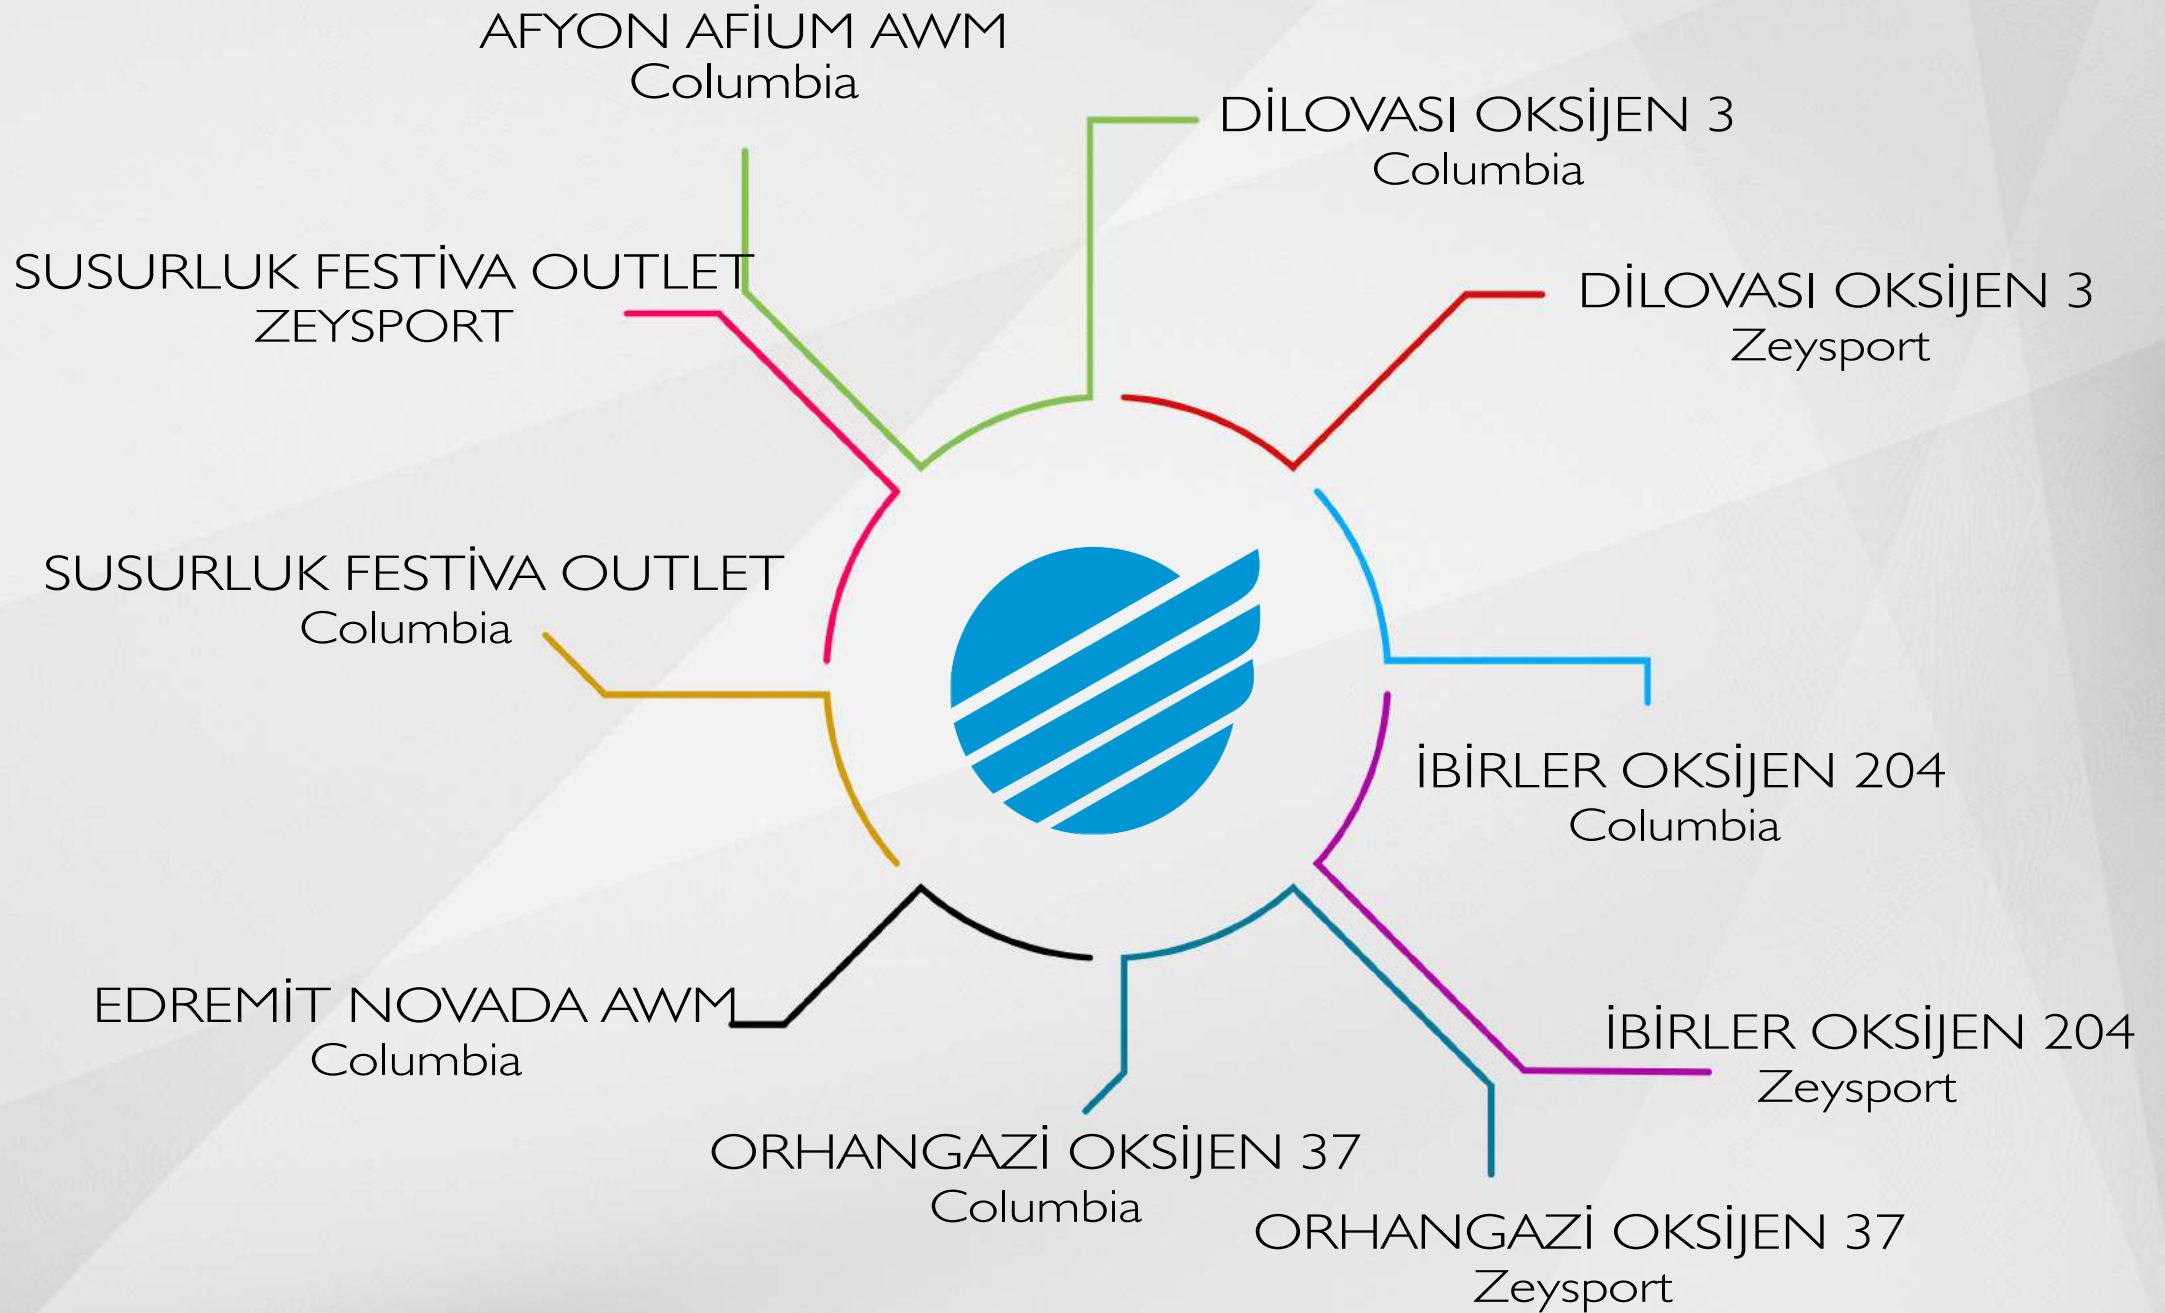 AFYON AFİUM AWM
Columbia
DİLOVASI OKSİJEN 3
Columbia
SUSURLUK FESTİVA OUTLET
ZEYSPORT
DİLOVASI OKSİJEN 3
Zeysport
SUSURLUK FESTİVA OUTLET
Columbia
İBİRLER OKSİJEN 204
Columbia
EDREMİT NOVADA AWM
Columbia
İBİRLER OKSİJEN 204
Zeysport
ORHANGAZİ OKSİJEN 37
Columbia
ORHANGAZİ OKSİJEN 37
Zeysport